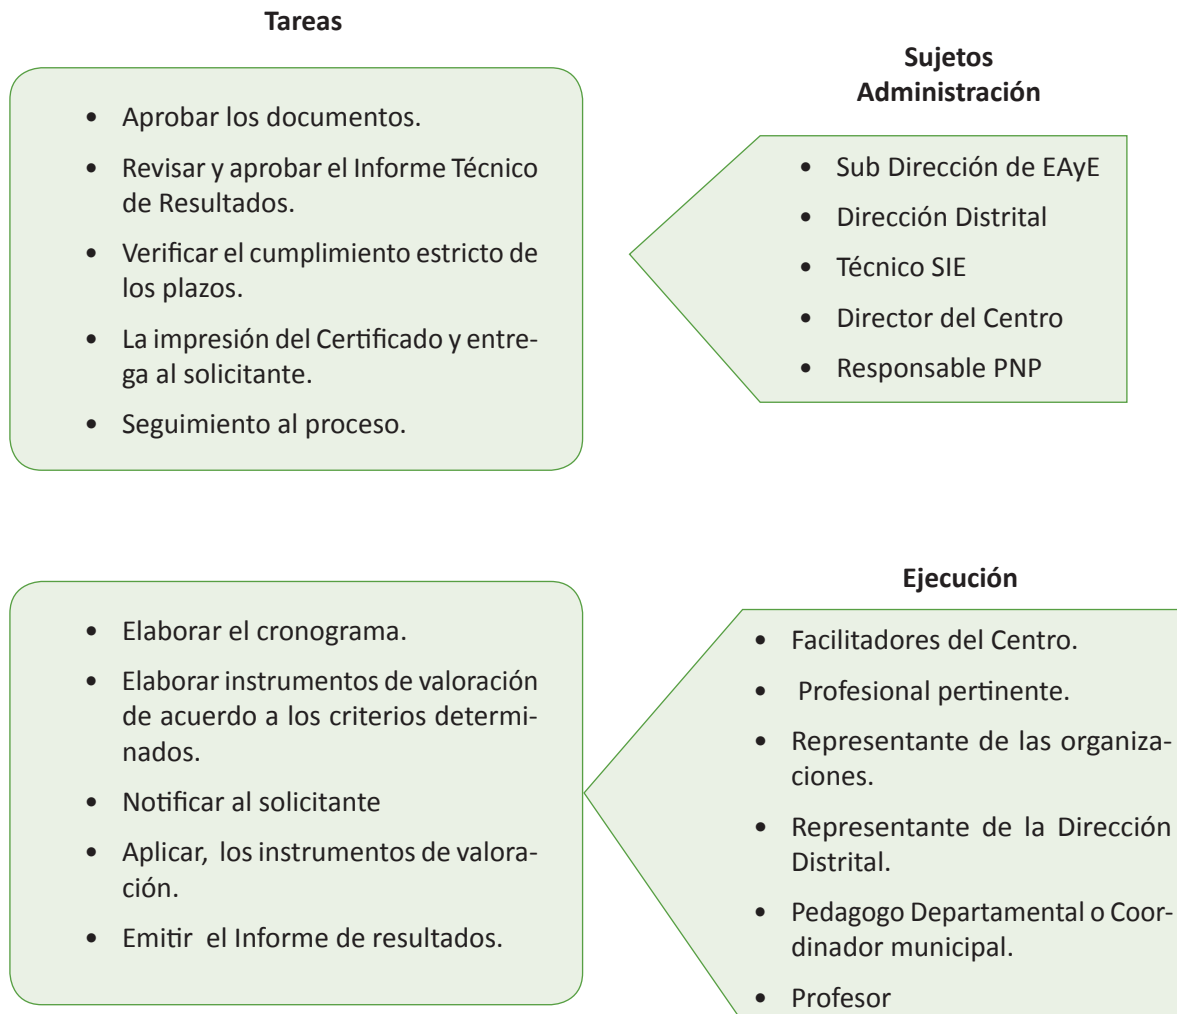 Tareas
• Aprobar los documentos.
• Revisar y aprobar el Informe Técnico
de Resultados.
• Verificar el cumplimiento estricto de
los plazos.
• La impresión del Certificado y entre-
ga al solicitante.
• Seguimiento al proceso.
Sujetos
Administración
• Sub Dirección de EAyE
• Dirección Distrital
• Técnico SIE
• Director del Centro
• Responsable PNP
• Elaborar el cronograma.
• Elaborar instrumentos de valoración
de acuerdo a los criterios determi-
nados.
• Notificar al solicitante
• Aplicar, los instrumentos de valora-
ción.
• Emitir el Informe de resultados.
Ejecución
• Facilitadores del Centro.
• Profesional pertinente.
• Representante de las organiza-
ciones.
• Representante de la Dirección
Distrital.
• Pedagogo Departamental o Coor-
dinador municipal.
• Profesor